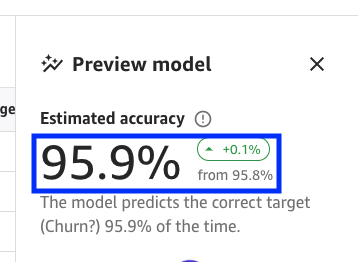 Preview model
ge
Estimated accuracy
95.9%
+0.1%
from 95.8%
The model predicts the correct target
(Churn?) 95.9% of the time.